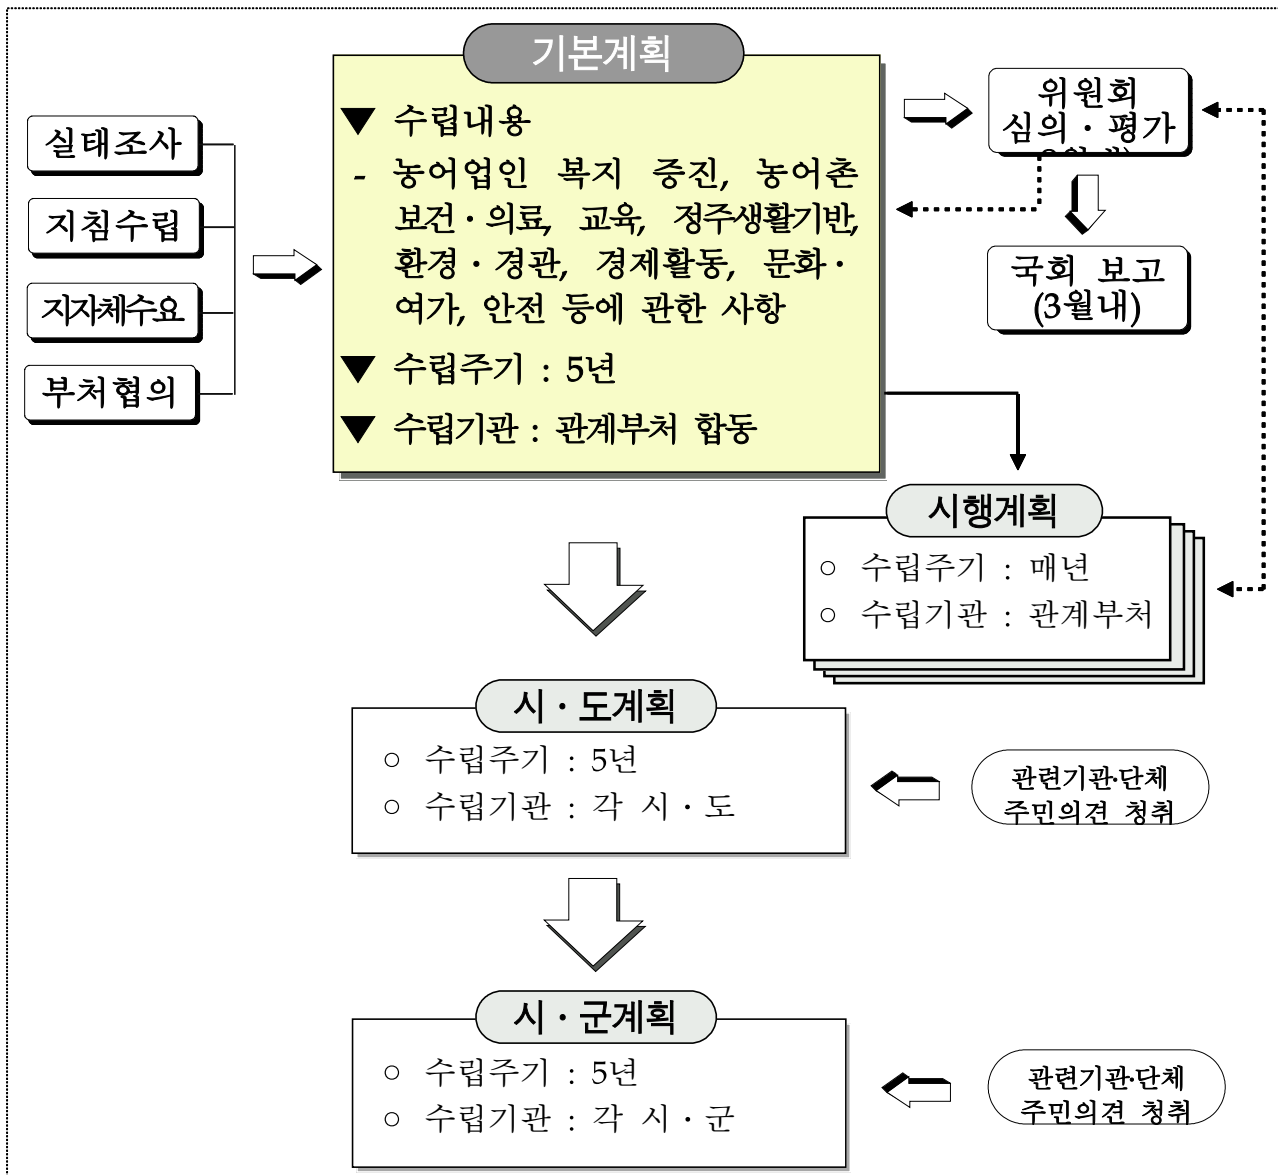 기본계획
▼ 수립내용
- 농어업인 복지 증진, 농어촌
보건·의료, 교육, 정주생활기반,
환경·경관, 경제활동, 문화·
여가, 안전 등에 관한 사항
▼ 수립주기 : 5년
▼ 수립기관 : 관계부처 합동
실태조사
지침수립
지자체수요
부처협의
위원회
심의·평가
국회 보고
(3월내)
시행계획
○ 수립주기 : 매년
○ 수립기관 : 관계부처
시·도계획
○ 수립주기 : 5년
○ 수립기관 : 각 시·도
관련기관·단체
주민의견 청취
시·군계획
○ 수립주기 : 5년
○ 수립기관 : 각 시·군
관련기관·단체
주민의견 청취